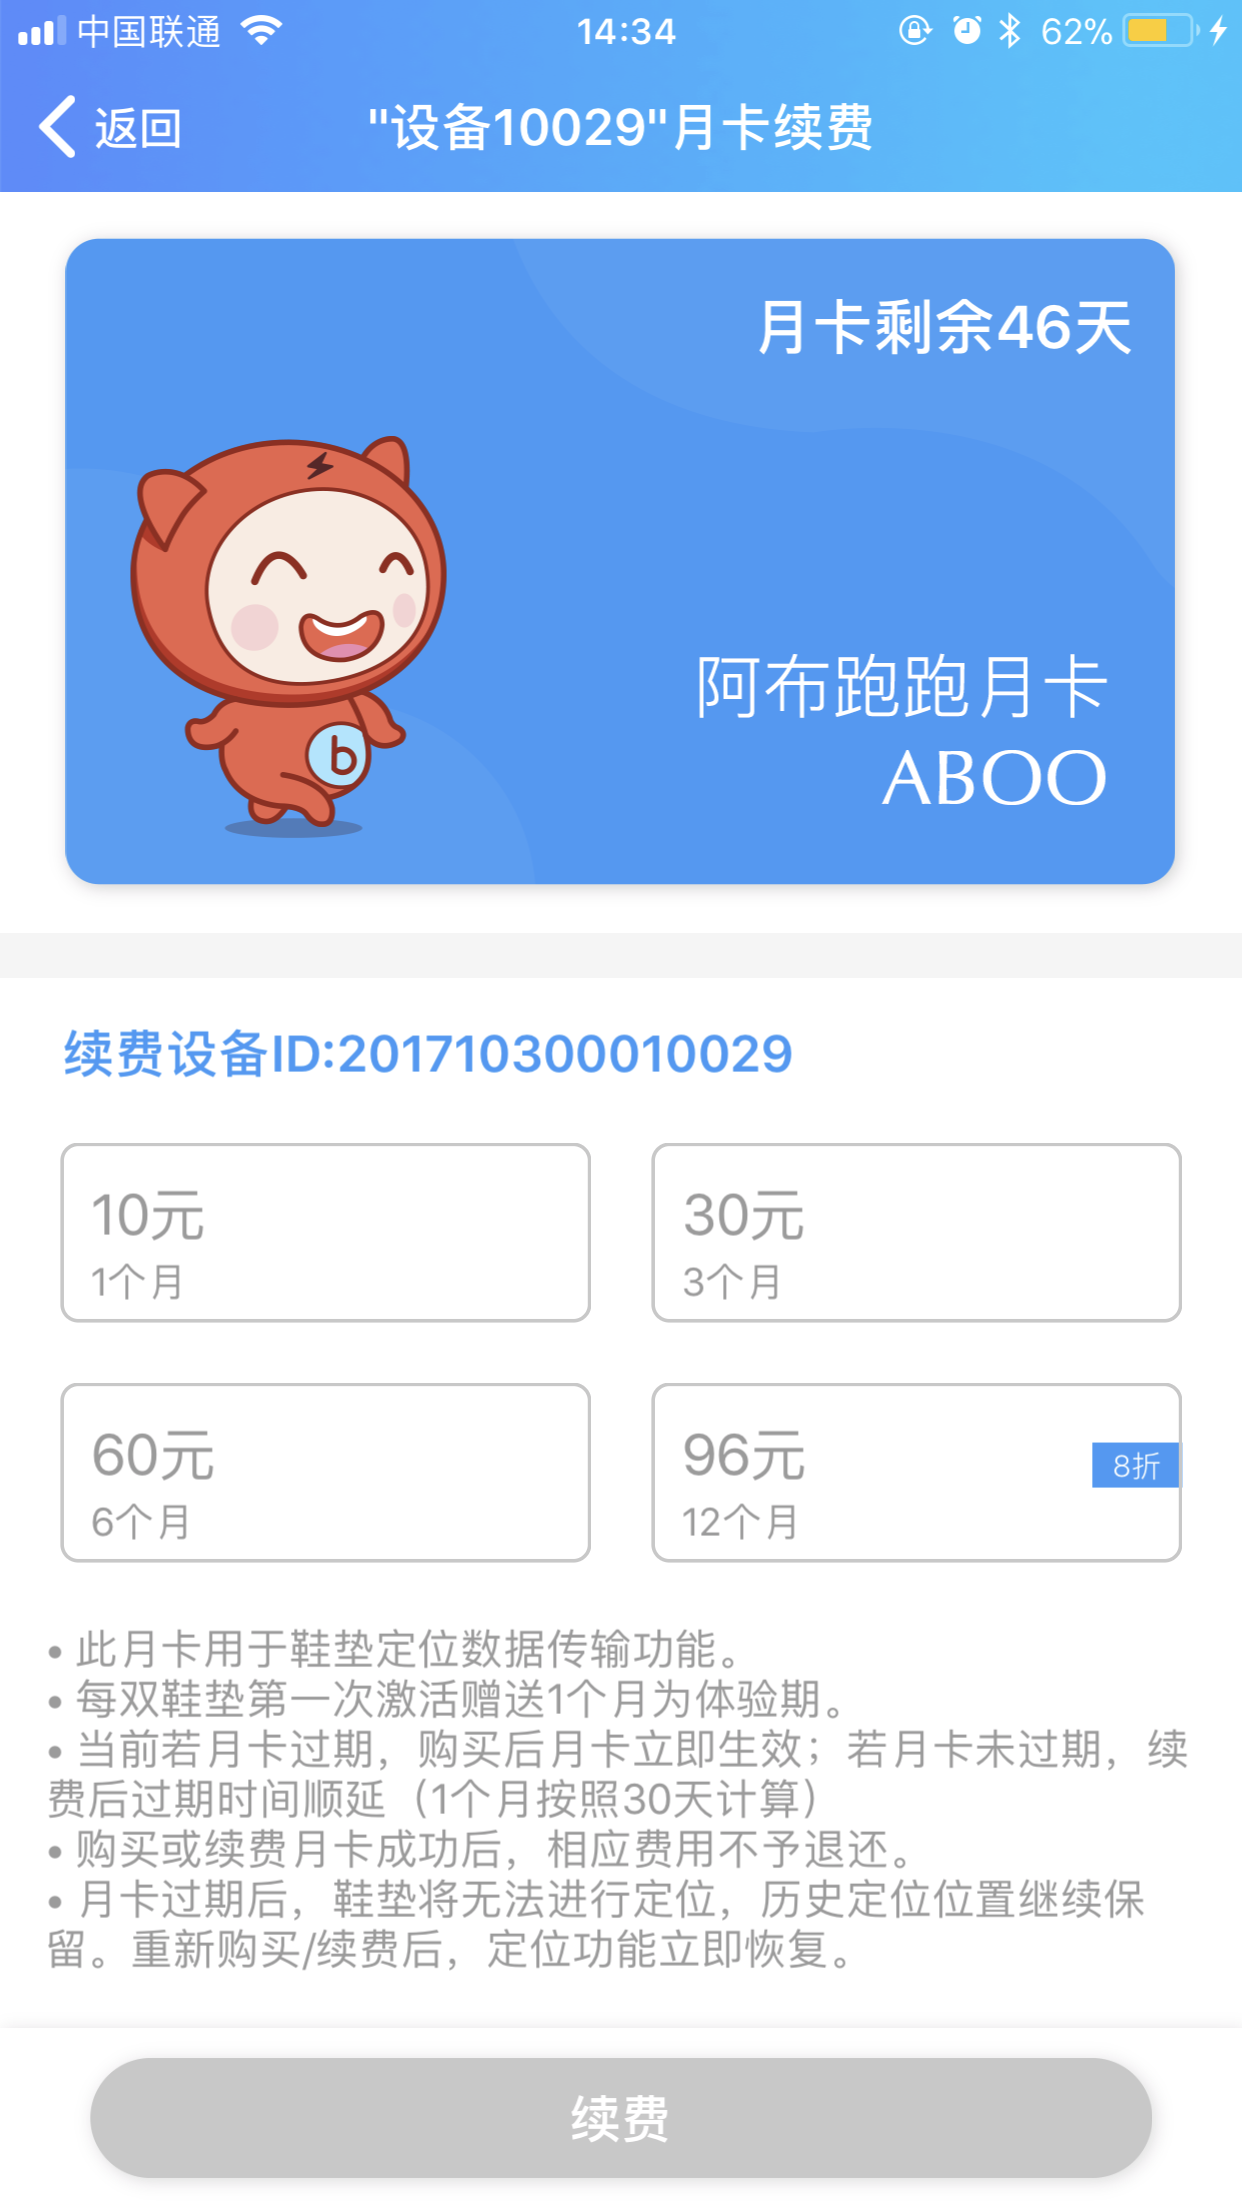 中国联通
14:34
62%
返回
"设备10029"月卡续费
月卡剩余46天
b
阿布跑跑月卡
ABOO
续费设备ID:201710300010029
10元
1个月
30元
3个月
60元
6个月
96元
12个月
8折
• 此月卡用于鞋垫定位数据传输功能。
• 每双鞋垫第一次激活赠送1个月为体验期。
• 当前若月卡过期，购买后月卡立即生效；若月卡未过期，续
费后过期时间顺延（1个月按照30天计算）
• 购买或续费月卡成功后，相应费用不予退还。
• 月卡过期后，鞋垫将无法进行定位，历史定位位置继续保
留。重新购买/续费后，定位功能立即恢复。
续费